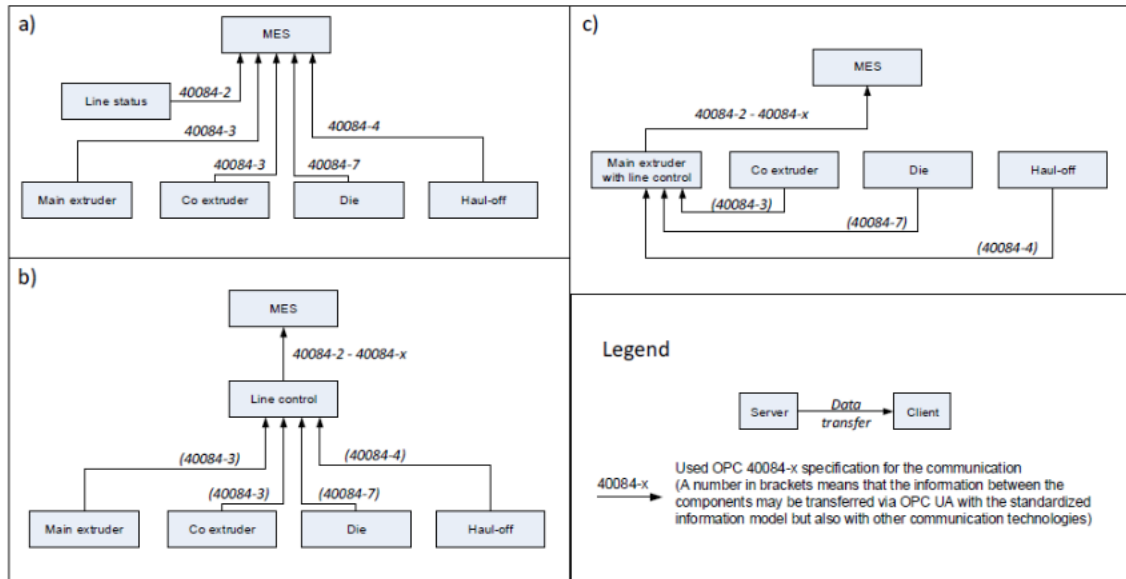 a)
MES
Line status
40084-2
40084-3
40084-4
40084-3
40084-7
Main extruder
Co extruder
Die
Haul-off
b)
MES
40084-2 - 40084-x
Line control
(40084-3)
(40084-4)
(40084-3)
(40084-7)
Main extruder
Co extruder
Die
Haul-off
c)
MES
40084-2 - 40084-x
Main extruder
with line control
Co extruder
Die
Haul-off
(40084-3)
(40084-7)
(40084-4)
Legend
Server
Data
transfer
Client
40084-x
Used OPC 40084-x specification for the communication
(A number in brackets means that the information between the
components may be transferred via OPC UA with the standardized
information model but also with other communication technologies)